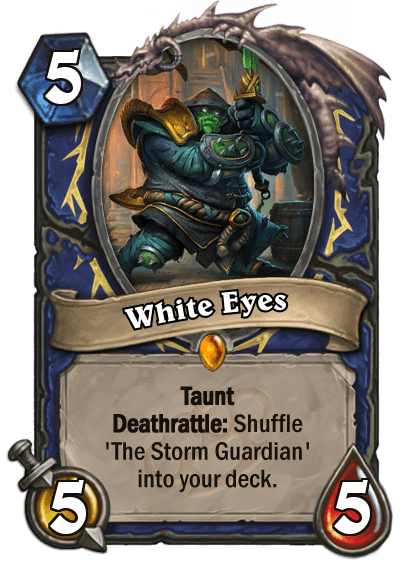 5
White Eyes
Taunt
Deathrattle: Shuffle
'The Storm Guardian'
into your deck.
5
5